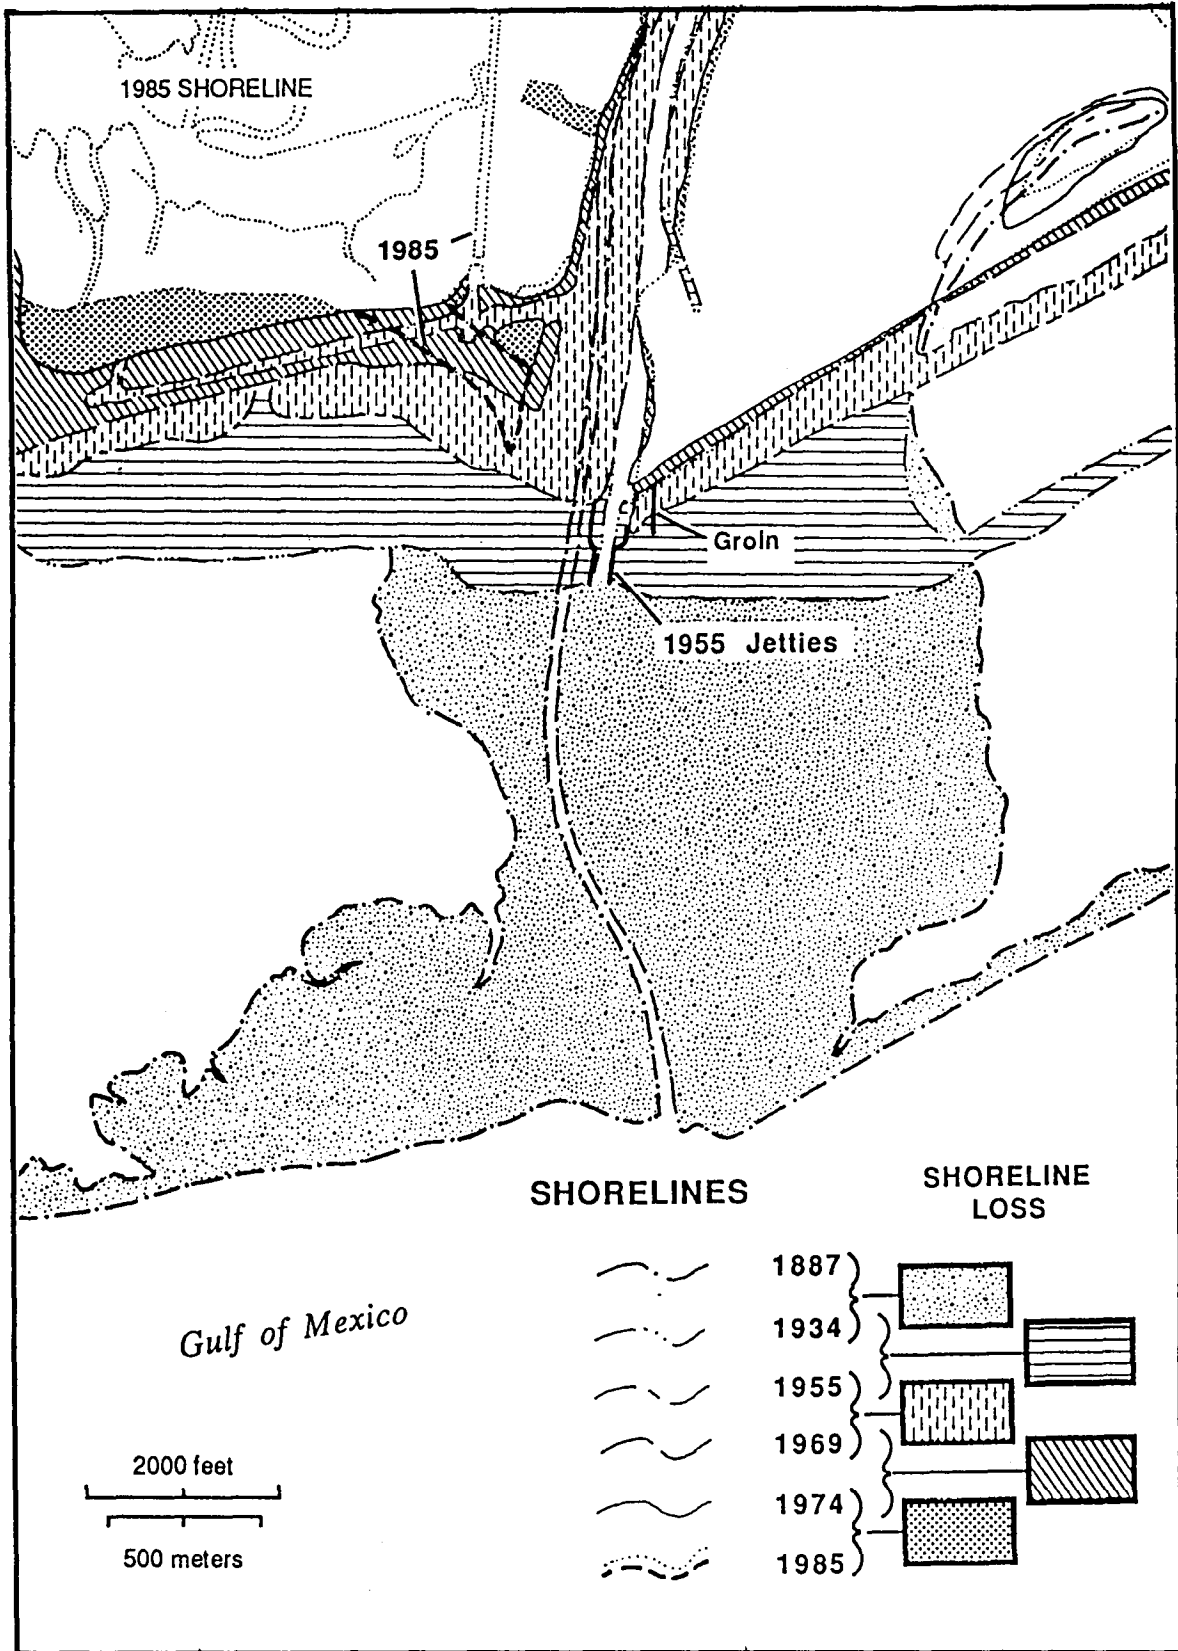 1985 SHORELINE
1985
Groin
1955 Jetties
SHORELINES
SHORELINE
LOSS
1887
1934
1955
1969
1974
1985
Gulf of Mexico
2000 feet
500 meters